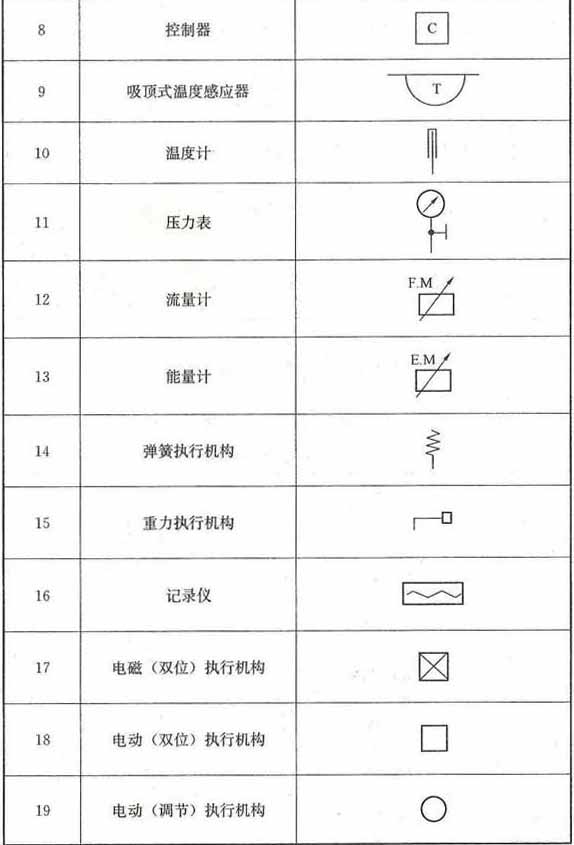 8 控制器 C
9 吸顶式温度感应器 T
10 温度计
11 压力表
12 流量计 F.M
13 能量计 E.M
14 弹簧执行机构
15 重力执行机构
16 记录仪
17 电磁（双位）执行机构
18 电动（双位）执行机构
19 电动（调节）执行机构